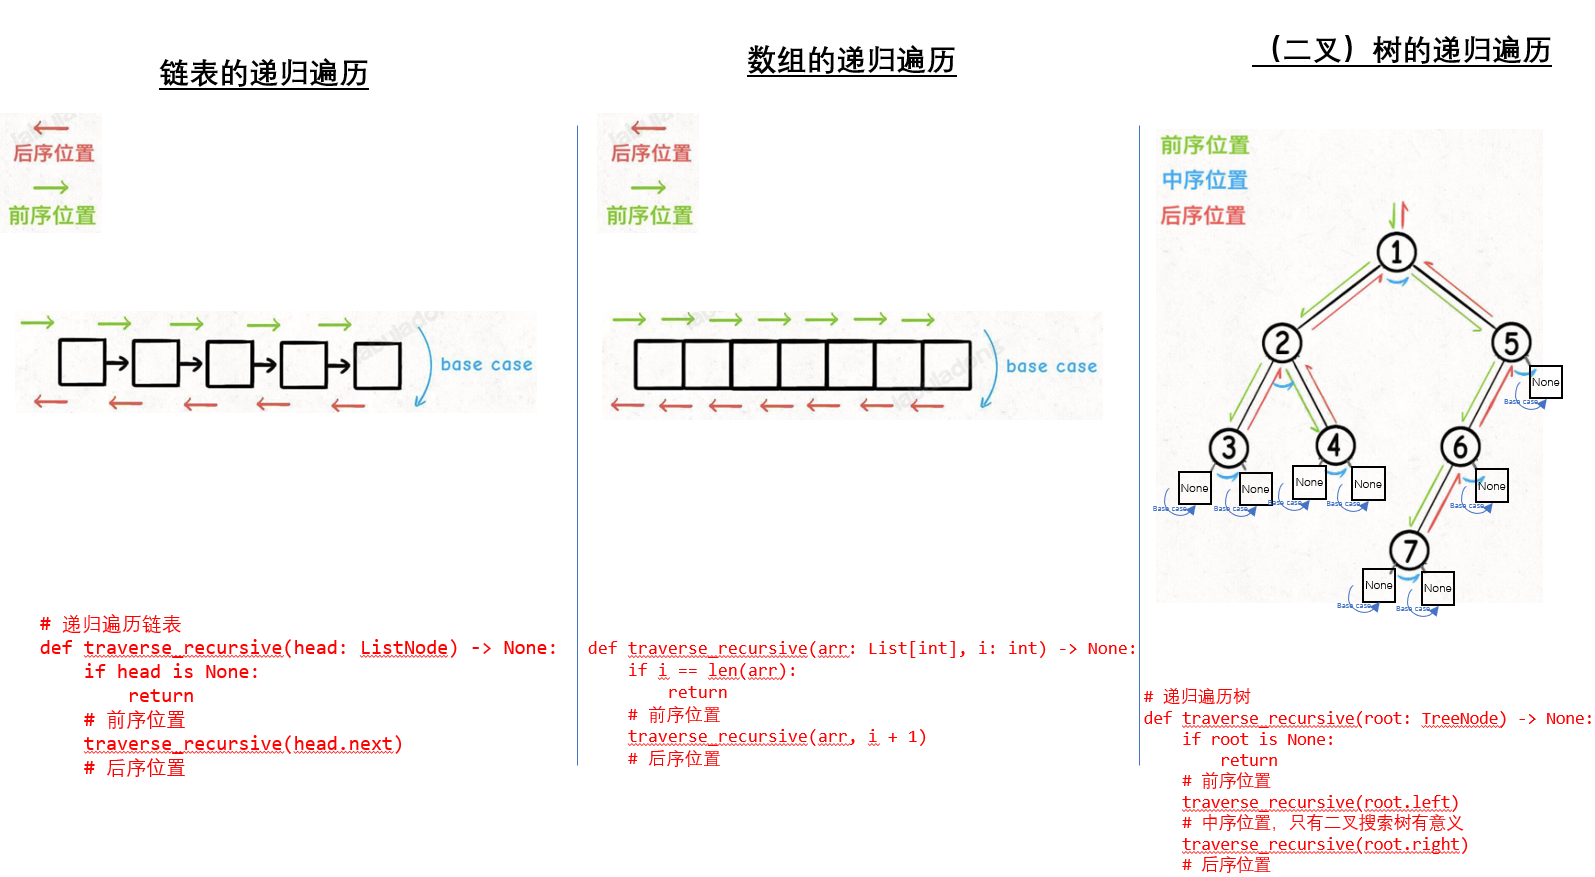 链表的递归遍历
后序位置
前序位置
base case
# 递归遍历链表
def traverse_recursive(head: ListNode) -> None:
if head is None:
return
# 前序位置
traverse_recursive(head.next)
# 后序位置
数组的递归遍历
后序位置
前序位置
base case
def traverse_recursive(arr: List[int], i: int) -> None:
if i == len(arr):
return
# 前序位置
traverse_recursive(arr, i + 1)
# 后序位置
（二叉）树的递归遍历
前序位置
中序位置
后序位置
1
2
5
None
Base case
3
4
6
None
None
None
None
None
Base case
Base case
Base case
Base case
Base case
7
None
None
Base case
Base case
# 递归遍历树
def traverse_recursive(root: TreeNode) -> None:
if root is None:
return
# 前序位置
traverse_recursive(root.left)
# 中序位置，只有二叉搜索树有意义
traverse_recursive(root.right)
# 后序位置